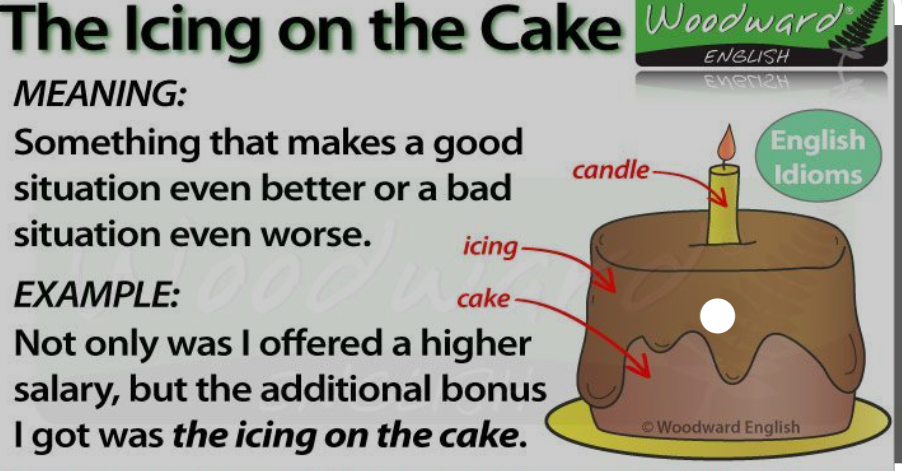 The Icing on the Cake
Woodward®
ENGLISH
MEANING:
Something that makes a good
situation even better or a bad
situation even worse.
EXAMPLE:
Not only was I offered a higher
salary, but the additional bonus
I got was the icing on the cake.
English
Idioms
candle
icing
cake
© Woodward English
Woodward
ENGLISH